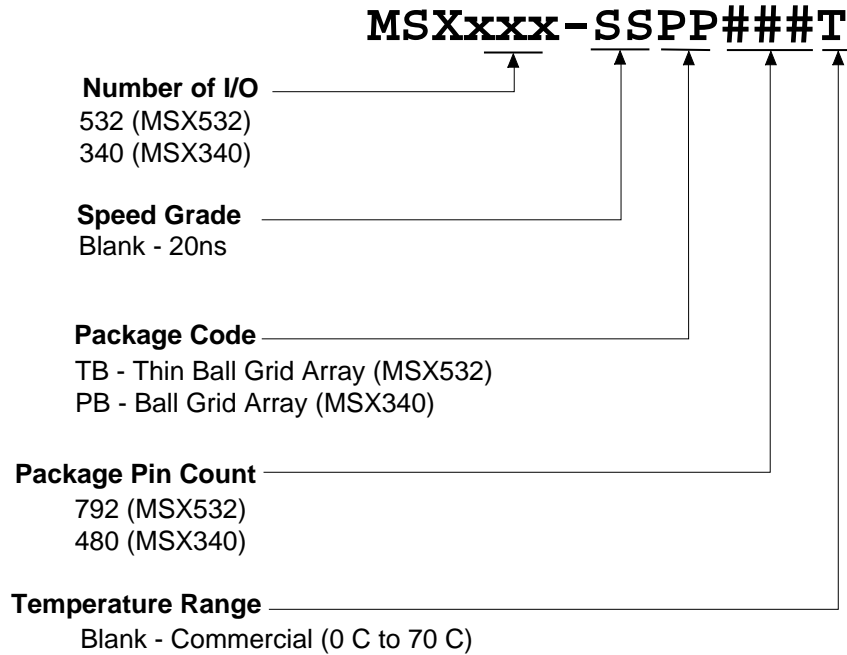 MSXxxx-SSPP###T
Number of I/O
532 (MSX532)
340 (MSX340)
Speed Grade
Blank - 20ns
Package Code
TB - Thin Ball Grid Array (MSX532)
PB - Ball Grid Array (MSX340)
Package Pin Count
792 (MSX532)
480 (MSX340)
Temperature Range
Blank - Commercial (0 C to 70 C)